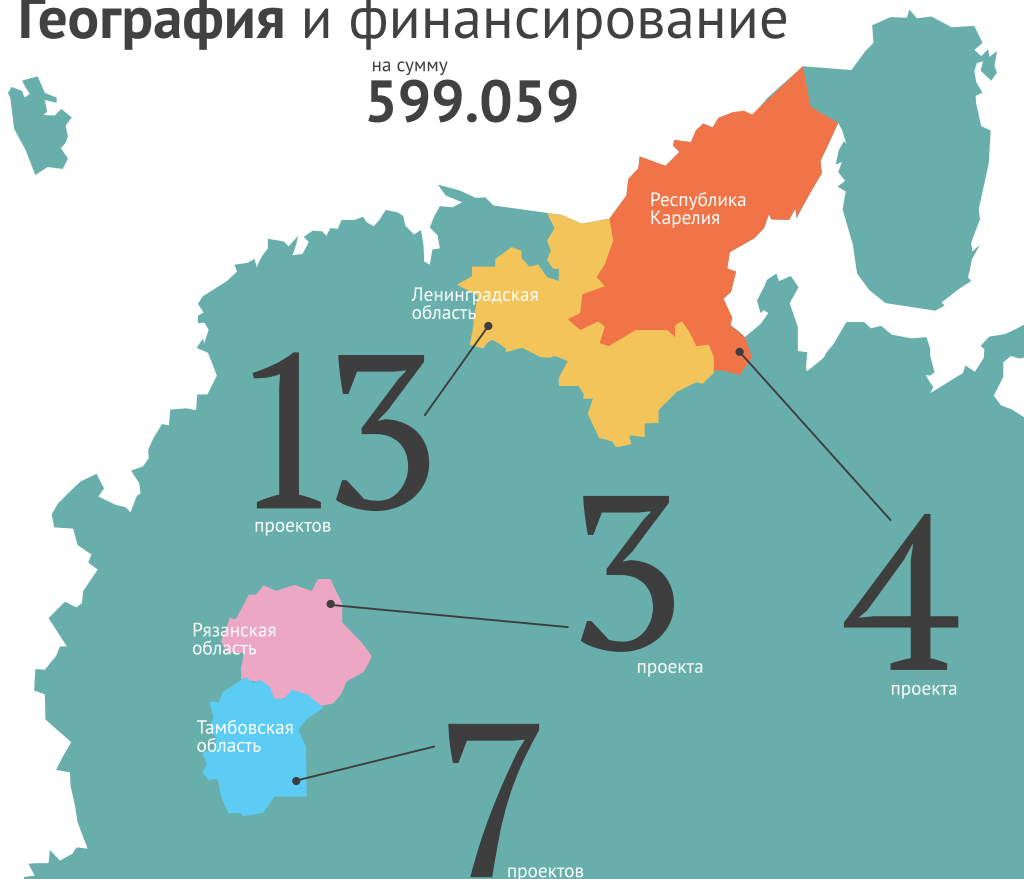 География и финансирование
на сумму
599.059
Республика
Карелия
Ленинградская
область
13
проектов
3
проекта
4
проекта
Рязанская
область
Тамбовская
область
7
проектов